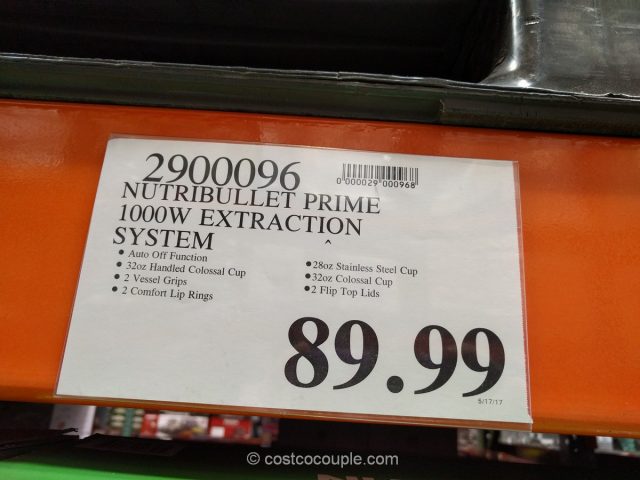 2900096
0 000029 000968
NUTRIBULLET PRIME
1000W EXTRACTION
SYSTEM
^
• Auto Off Function
• 32oz Handled Colossal Cup
• 2 Vessel Grips
• 2 Comfort Lip Rings
• 28oz Stainless Steel Cup
• 32oz Colossal Cup
• 2 Flip Top Lids
89.99
5/17/17
© costcocouple.com